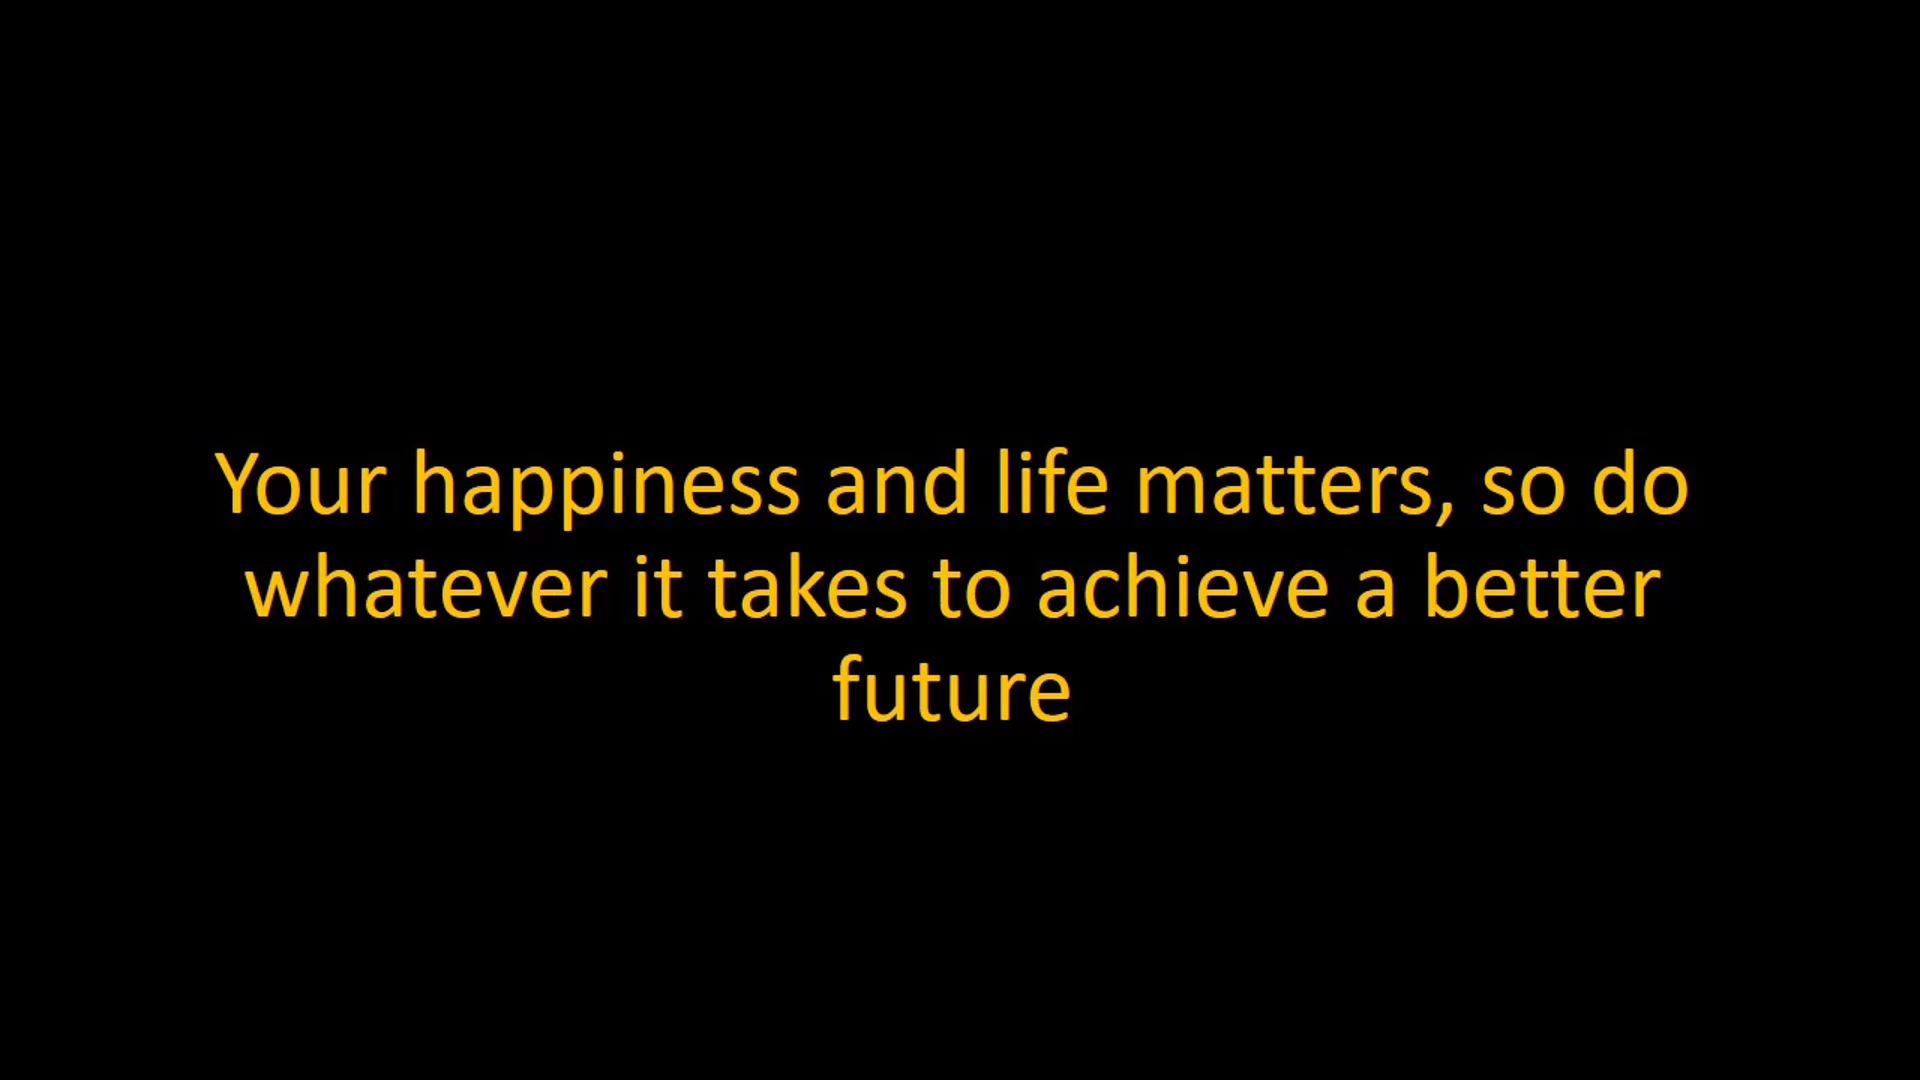 Your happiness and life matters, so do
whatever it takes to achieve a better
future